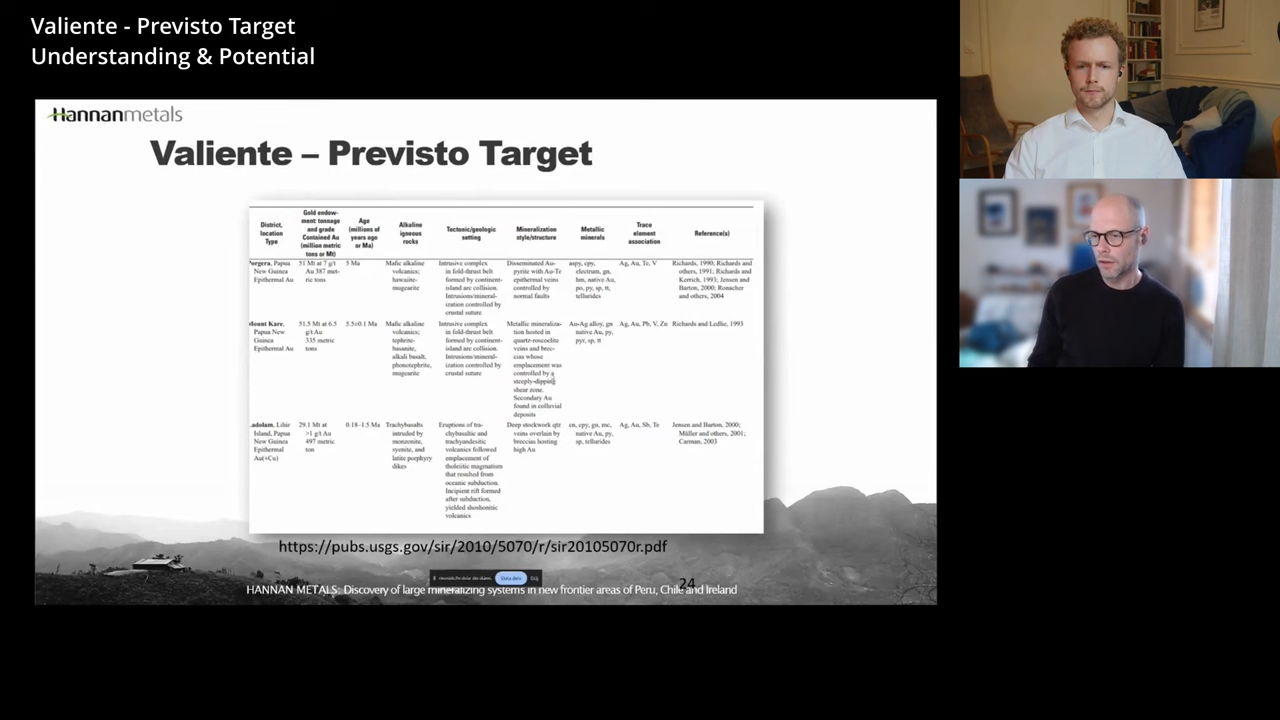 Valiente - Previsto Target
Understanding & Potential
Hannanmetals
Valiente – Previsto Target
District, location Type
Gold endow-ment: tonnage and grade Contained Au (million metric tons or Mt)
Age (millions of years ago or Ma)
Alkaline igneous rocks
Tectonic/geologic setting
Mineralization style/structure
Metallic minerals
Trace element association
Reference(s)
Porgera, Papua New Guinea Epithermal Au
51 Mt at 7 g/t Au 387 met-ric tons
5 Ma
Mafic alkaline volcanics; hawaiite-mugearite
Intrusive complex in fold-thrust belt formed by continent-island arc collision. Intrusions/mineral-ization controlled by crustal suture
Disseminated Au-pyrite with Au-Te epithermal veins controlled by normal faults
aspy, cpy, electrum, gn, hm, native Au, po, py, sp, tt, tellurides
Ag, Au, Te, V
Richards, 1990; Richards and others, 1991; Richards and Kerrich, 1993; Jensen and Barton, 2000; Ronacher and others, 2004
Mount Kare, Papua New Guinea Epithermal Au
51.5 Mt at 6.5 g/t Au 335 metric tons
5.5±0.1 Ma
Mafic alkaline volcanics; tephrite-basanite, alkali basalt, phonotephrite, mugearite
Intrusive complex in fold-thrust belt formed by continent-island arc collision. Intrusions/mineral-ization controlled by crustal suture
Metallic mineraliza-tion hosted in quartz-roscoelite veins and brec-cias whose emplacement was controlled by a steeply-dipping shear zone. Secondary Au found in colluvial deposits
Au-Ag alloy, gn native Au, py, pyr, sp, tt
Ag, Au, Pb, V, Zn
Richards and Ledlie, 1993
Ladolam, Lihir Island, Papua New Guinea Epithermal Au(+Cu)
29.1 Mt at >1 g/t Au 497 metric ton
0.18–1.5 Ma
Trachybasalts intruded by monzonite, syenite, and latite porphyry dikes
Eruptions of tra-chybasaltic and trachyandesitic volcanics followed emplacement of tholeiitic magmatism that resulted from oceanic subduction. Incipient rift formed after subduction, yielded shoshonitic volcanics
Deep stockwork qtz veins overlain by breccias hosting high Au
en, cpy, gn, mc, native Au, py, sp, tellurides
Ag, Au, Sb, Te
Jensen and Barton, 2000; Müller and others, 2001; Carman, 2003
https://pubs.usgs.gov/sir/2010/5070/r/sir20105070r.pdf
24
HANNAN METALS: Discovery of large mineralizing systems in new frontier areas of Peru, Chile and Ireland